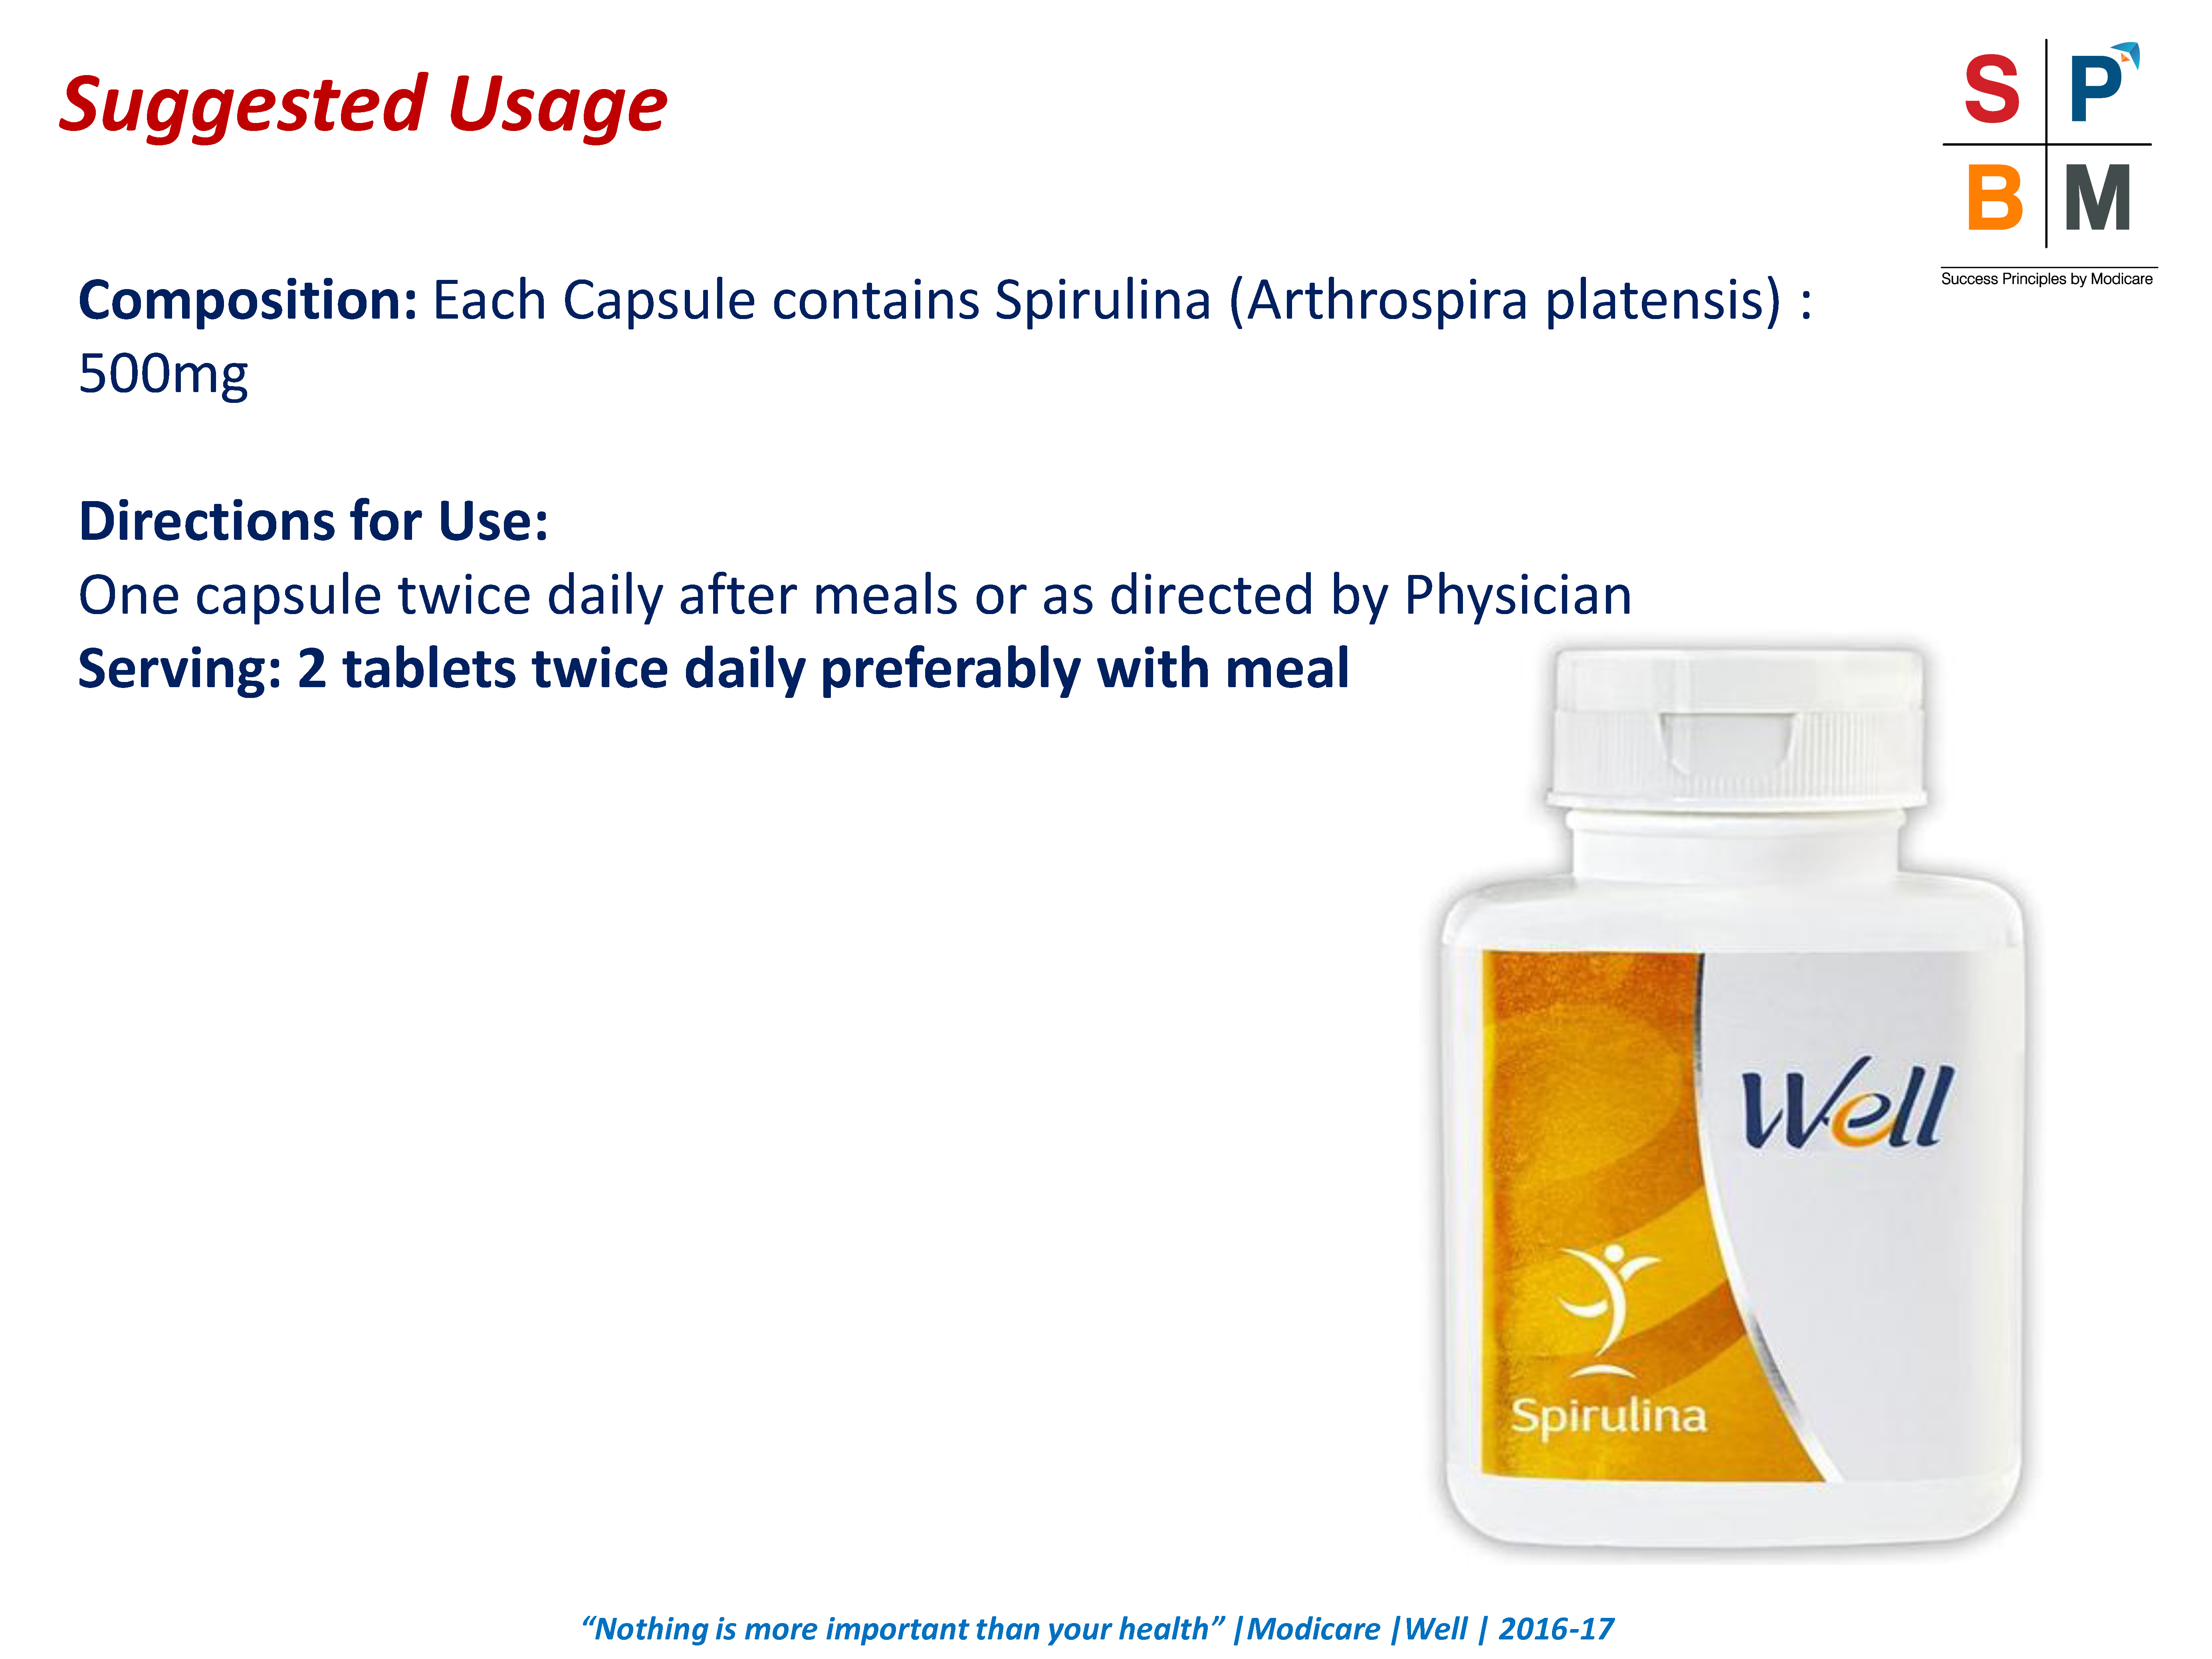 Suggested Usage
S P
B M
Success Principles by Modicare
Composition: Each Capsule contains Spirulina (Arthrospira platensis) :
500mg
Directions for Use:
One capsule twice daily after meals or as directed by Physician
Serving: 2 tablets twice daily preferably with meal
Well
Spirulina
“Nothing is more important than your health” |Modicare |Well | 2016-17